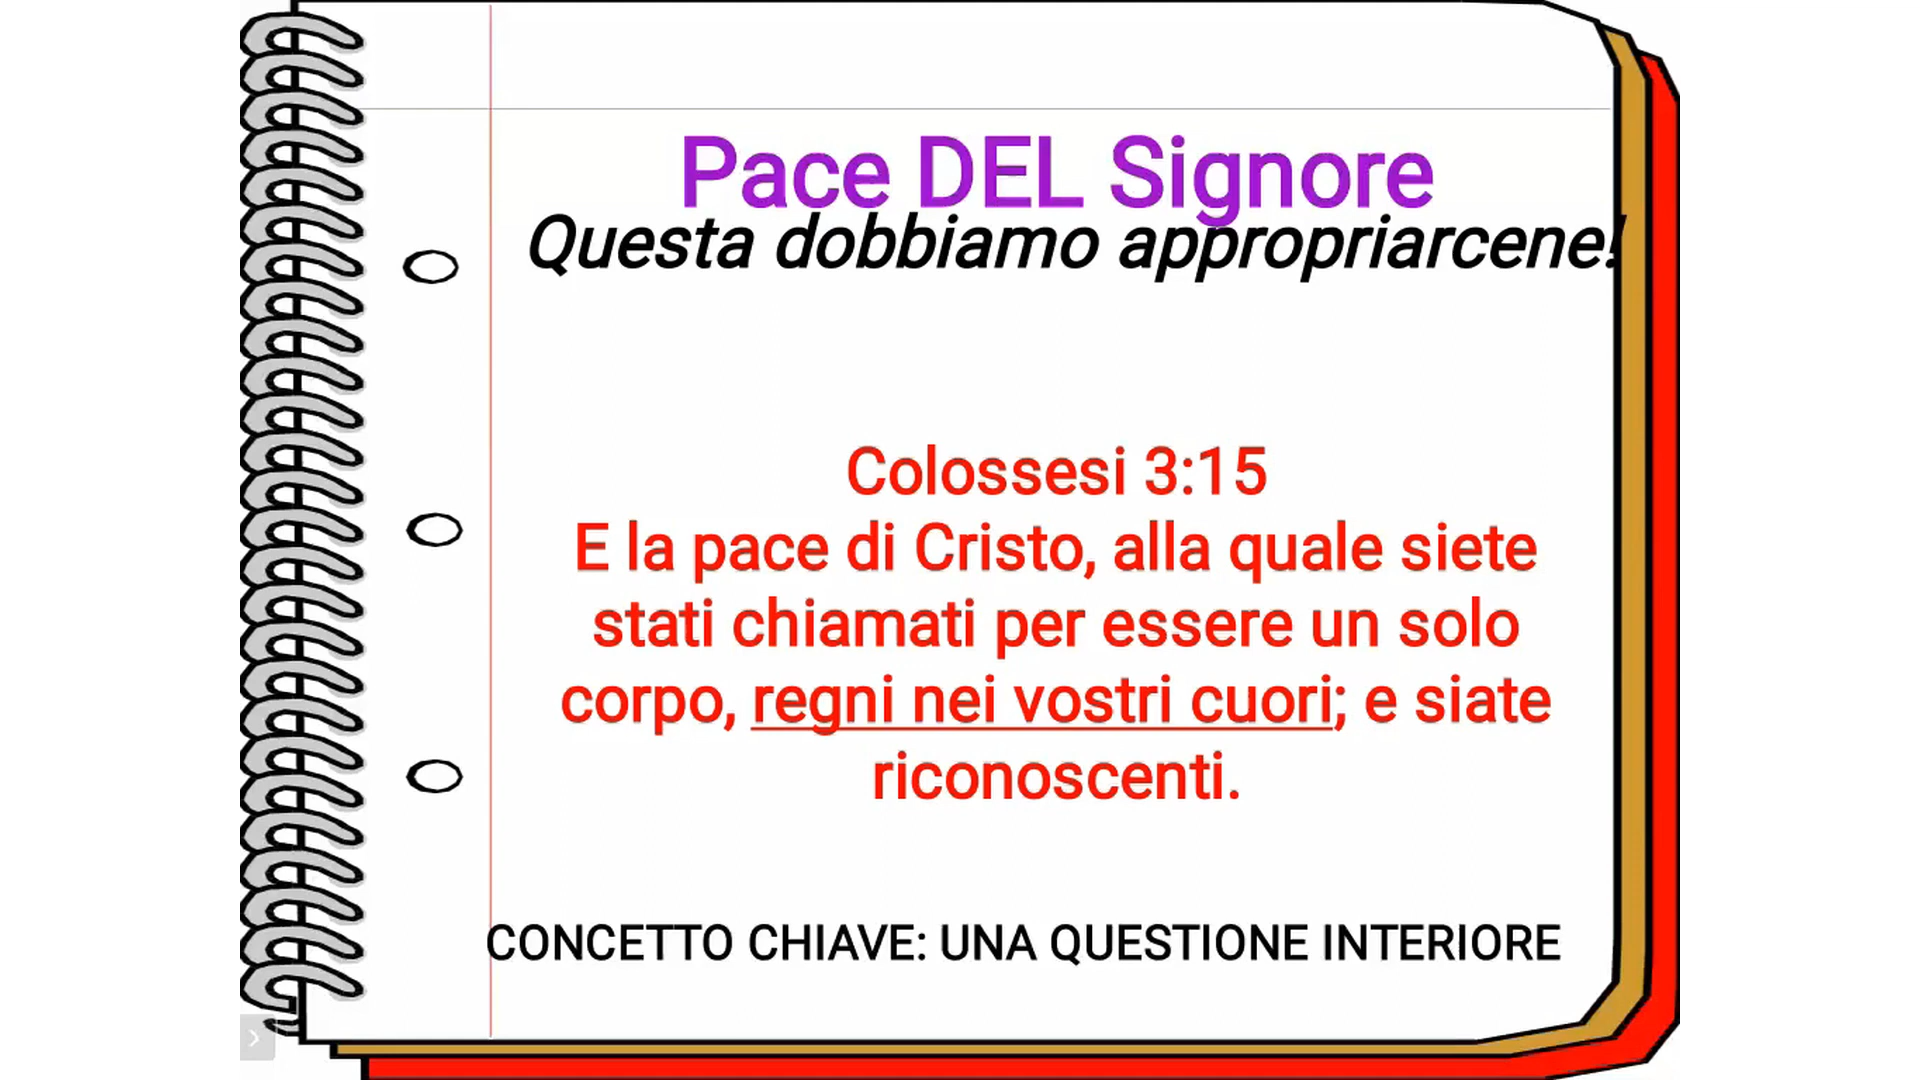 Pace DEL Signore
Questa dobbiamo appropriarcene!
Colossesi 3:15
E la pace di Cristo, alla quale siete
stati chiamati per essere un solo
corpo, regni nei vostri cuori; e siate
riconoscenti.
CONCETTO CHIAVE: UNA QUESTIONE INTERIORE